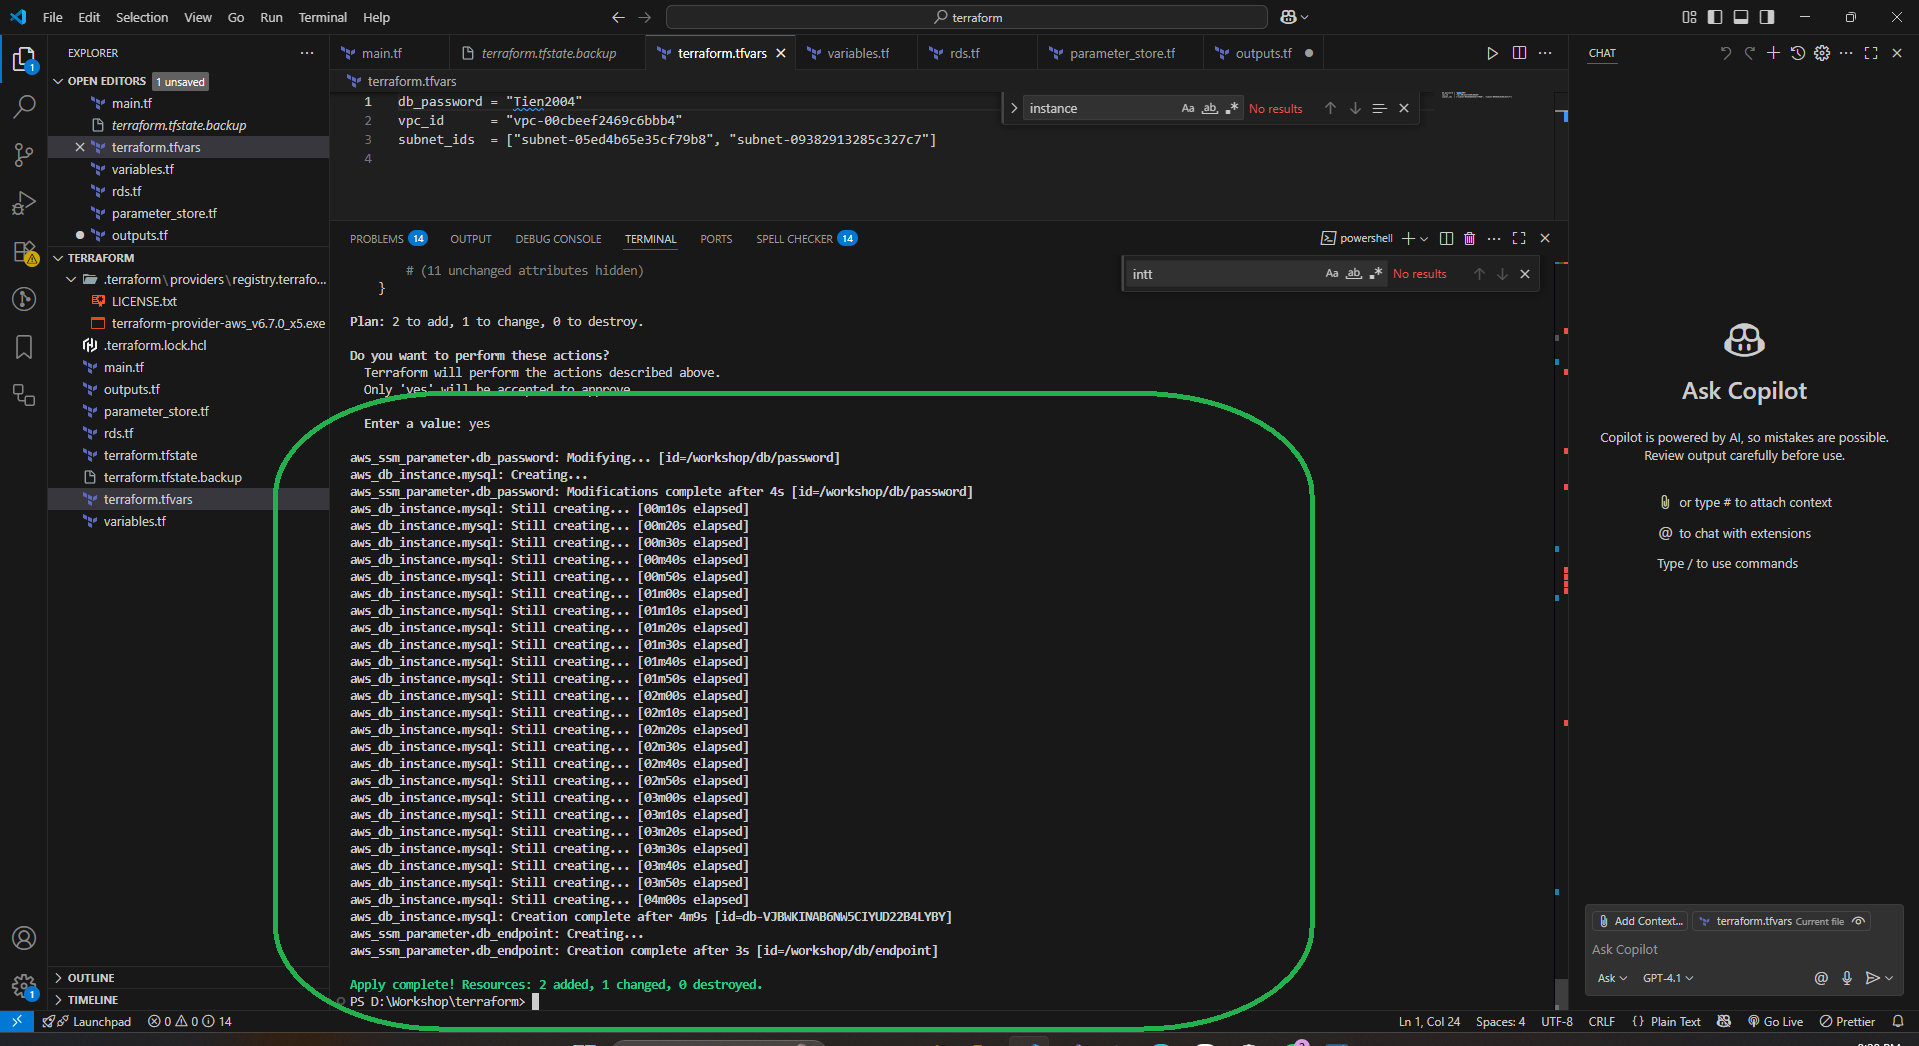 File Edit Selection View Go Run Terminal Help
terraform
EXPLORER
OPEN EDITORS 1 unsaved
main.tf
terraform.tfstate.backup
terraform.tfvars
variables.tf
rds.tf
parameter_store.tf
outputs.tf
TERRAFORM
.terraform\providers\registry.terrafo...
LICENSE.txt
terraform-provider-aws_v6.7.0_x5.exe
.terraform.lock.hcl
main.tf
outputs.tf
parameter_store.tf
rds.tf
terraform.tfstate
terraform.tfstate.backup
terraform.tfvars
variables.tf
OUTLINE
TIMELINE
main.tf terraform.tfstate.backup terraform.tfvars variables.tf rds.tf parameter_store.tf outputs.tf
terraform.tfvars
1 db_password = "Tien2004"
2 vpc_id = "vpc-00cbeef2469c6bbb4"
3 subnet_ids = ["subnet-05ed4b65e35cf79b8", "subnet-09382913285c327c7"]
4
instance Aa ab No results
PROBLEMS 14 OUTPUT DEBUG CONSOLE TERMINAL PORTS SPELL CHECKER 14
powershell
intt Aa ab No results
# (11 unchanged attributes hidden)
}
Plan: 2 to add, 1 to change, 0 to destroy.
Do you want to perform these actions?
Terraform will perform the actions described above.
Only 'yes' will be accepted to approve.
Enter a value: yes
aws_ssm_parameter.db_password: Modifying... [id=/workshop/db/password]
aws_db_instance.mysql: Creating...
aws_ssm_parameter.db_password: Modifications complete after 4s [id=/workshop/db/password]
aws_db_instance.mysql: Still creating... [00m10s elapsed]
aws_db_instance.mysql: Still creating... [00m20s elapsed]
aws_db_instance.mysql: Still creating... [00m30s elapsed]
aws_db_instance.mysql: Still creating... [00m40s elapsed]
aws_db_instance.mysql: Still creating... [00m50s elapsed]
aws_db_instance.mysql: Still creating... [01m00s elapsed]
aws_db_instance.mysql: Still creating... [01m10s elapsed]
aws_db_instance.mysql: Still creating... [01m20s elapsed]
aws_db_instance.mysql: Still creating... [01m30s elapsed]
aws_db_instance.mysql: Still creating... [01m40s elapsed]
aws_db_instance.mysql: Still creating... [01m50s elapsed]
aws_db_instance.mysql: Still creating... [02m00s elapsed]
aws_db_instance.mysql: Still creating... [02m10s elapsed]
aws_db_instance.mysql: Still creating... [02m20s elapsed]
aws_db_instance.mysql: Still creating... [02m30s elapsed]
aws_db_instance.mysql: Still creating... [02m40s elapsed]
aws_db_instance.mysql: Still creating... [02m50s elapsed]
aws_db_instance.mysql: Still creating... [03m00s elapsed]
aws_db_instance.mysql: Still creating... [03m10s elapsed]
aws_db_instance.mysql: Still creating... [03m20s elapsed]
aws_db_instance.mysql: Still creating... [03m30s elapsed]
aws_db_instance.mysql: Still creating... [03m40s elapsed]
aws_db_instance.mysql: Still creating... [03m50s elapsed]
aws_db_instance.mysql: Still creating... [04m00s elapsed]
aws_db_instance.mysql: Creation complete after 4m9s [id=db-VJBWKINAB6NW5CIYUD22B4LYBY]
aws_ssm_parameter.db_endpoint: Creating...
aws_ssm_parameter.db_endpoint: Creation complete after 3s [id=/workshop/db/endpoint]
Apply complete! Resources: 2 added, 1 changed, 0 destroyed.
PS D:\Workshop\terraform>
CHAT
Ask Copilot
Copilot is powered by AI, so mistakes are possible.
Review output carefully before use.
or type # to attach context
@ to chat with extensions
Type / to use commands
Add Context... terraform.tfvars Current file
Ask Copilot
Ask GPT-4.1
Launchpad 0 0 14
Ln 1, Col 24 Spaces: 4 UTF-8 CRLF {} Plain Text Go Live Prettier